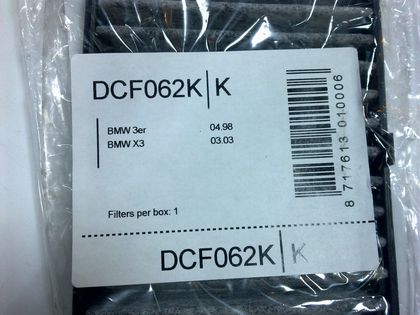 DCF062K K
BMW 3er 04.98
BMW X3 03.03
Filters per box: 1
DCF062K K
8 717613 010006